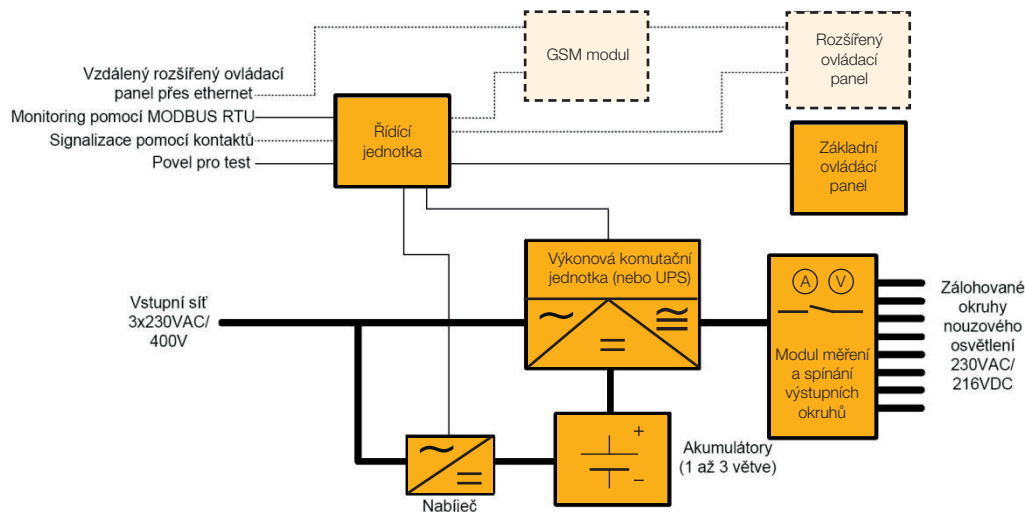 GSM modul
Rozšířený
ovládací
panel
Vzdálený rozšířený ovládací
panel přes ethernet
Monitoring pomocí MODBUS RTU
Signalizace pomocí kontaktů
Povel pro test
Řídící
jednotka
Základní
ovládácí
panel
Výkonová komutační
jednotka (nebo UPS)
Vstupní síť
3x230VAC/
400V
A V
Modul měření
a spínání
výstupních
okruhů
Zálohované
okruhy
nouzového
osvětlení
230VAC/
216VDC
+
–
Akumulátory
(1 až 3 větve)
Nabíječ